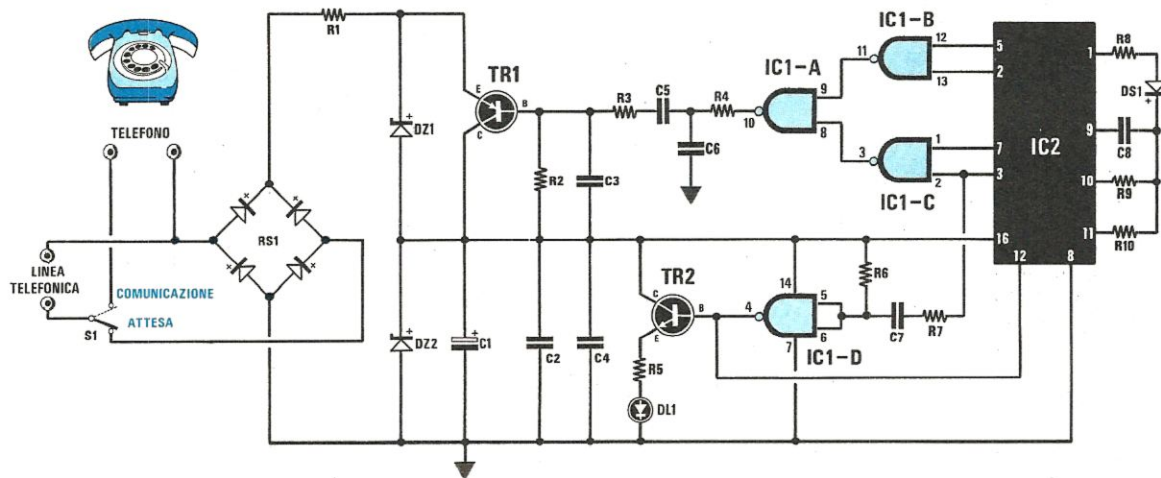 TELEFONO
LINEA
TELEFONICA
COMUNICAZIONE
ATTESA
S1
RS1
R1
DZ1
DZ2
TR1
E
B
C
C1
R2
C2
C3
C4
R3
C5
R4
C6
IC1-A
10
9
8
IC1-B
11
12
13
IC1-C
3
1
2
TR2
C
B
E
R5
DL1
IC1-D
4
14
5
6
7
R6
C7
R7
IC2
5
2
7
3
16
12
8
1
9
10
11
R8
DS1
C8
R9
R10
+
+
+
+
+
+
+
+